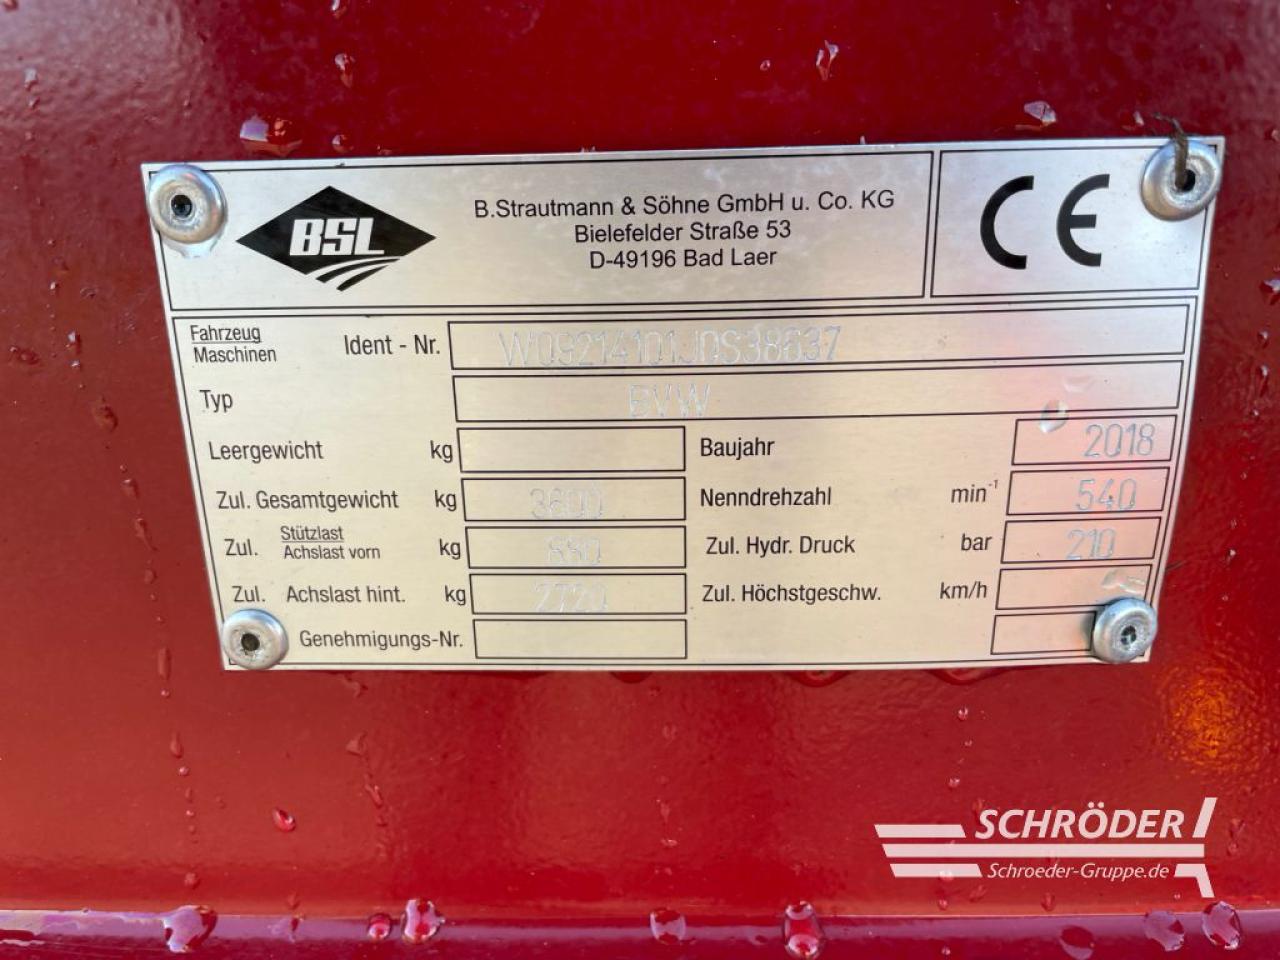 BSL
B.Strautmann & Söhne GmbH u. Co. KG
Bielefelder Straße 53
D-49196 Bad Laer
CE
Fahrzeug
Maschinen
Ident - Nr.
W09214101J0S38637
Typ
BVW
Leergewicht kg
Baujahr 2018
Zul. Gesamtgewicht kg 3600
Nenndrehzahl min-1 540
Zul. Stützlast
Achslast vorn kg 880
Zul. Hydr. Druck bar 210
Zul. Achslast hint. kg 2720
Zul. Höchstgeschw. km/h
Genehmigungs-Nr.
SCHRÖDER
Schroeder-Gruppe.de